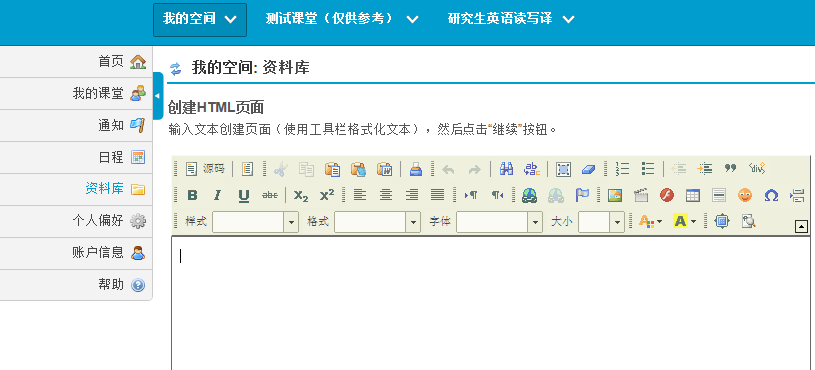 我的空间 测试课堂（仅供参考） 研究生英语读写译
首页
我的课堂
通知
日程
资料库
个人偏好
账户信息
帮助
我的空间: 资料库
创建HTML页面
输入文本创建页面（使用工具栏格式化文本），然后点击“继续”按钮。
源码
B I U abc X₂ X²
样式 格式 字体 大小